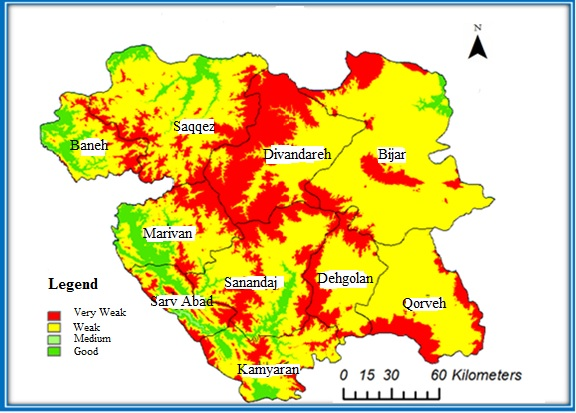 N
Saqqez
Baneh
Divandareh
Bijar
Marivan
Sanandaj
Dehgolan
Sarv Abad
Qorveh
Kamyaran
Legend
Very Weak
Weak
Medium
Good
0 15 30 60 Kilometers